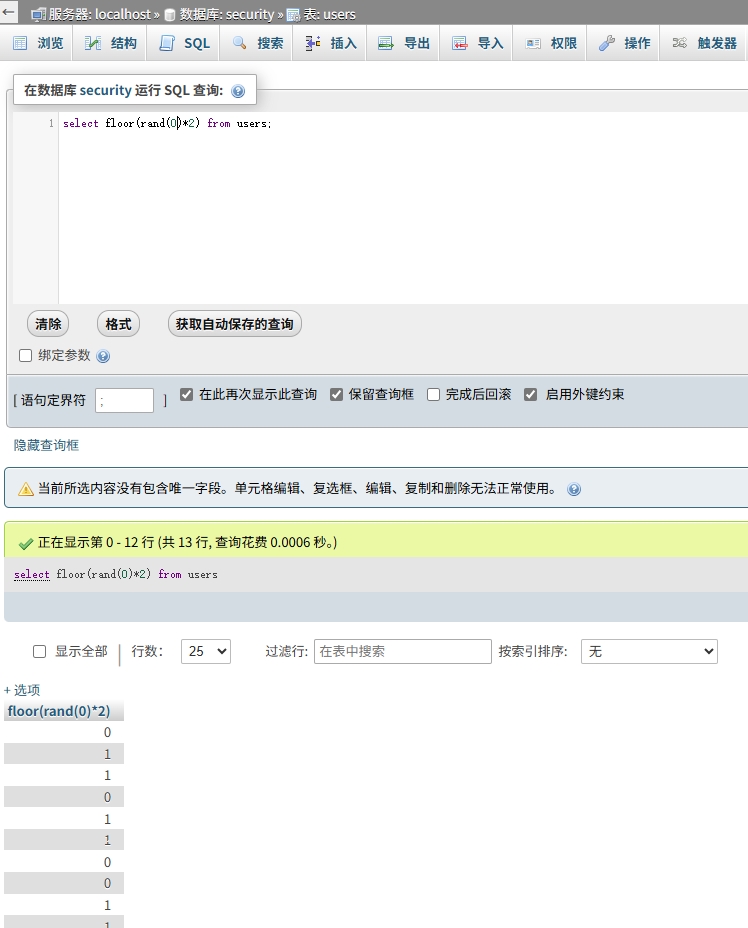 服务器: localhost » 数据库: security » 表: users
浏览 结构 SQL 搜索 插入 导出 导入 权限 操作 触发器
在数据库 security 运行 SQL 查询:
1 select floor(rand(0)*2) from users;
清除 格式 获取自动保存的查询
绑定参数
[ 语句定界符 ; ] 在此再次显示此查询 保留查询框 完成后回滚 启用外键约束
隐藏查询框
当前所选内容没有包含唯一字段。单元格编辑、复选框、编辑、复制和删除无法正常使用。
正在显示第 0 - 12 行 (共 13 行, 查询花费 0.0006 秒。)
select floor(rand(0)*2) from users
显示全部 行数: 25 过滤行: 在表中搜索 按索引排序: 无
+ 选项
floor(rand(0)*2)
0
1
1
0
1
1
0
0
1
1